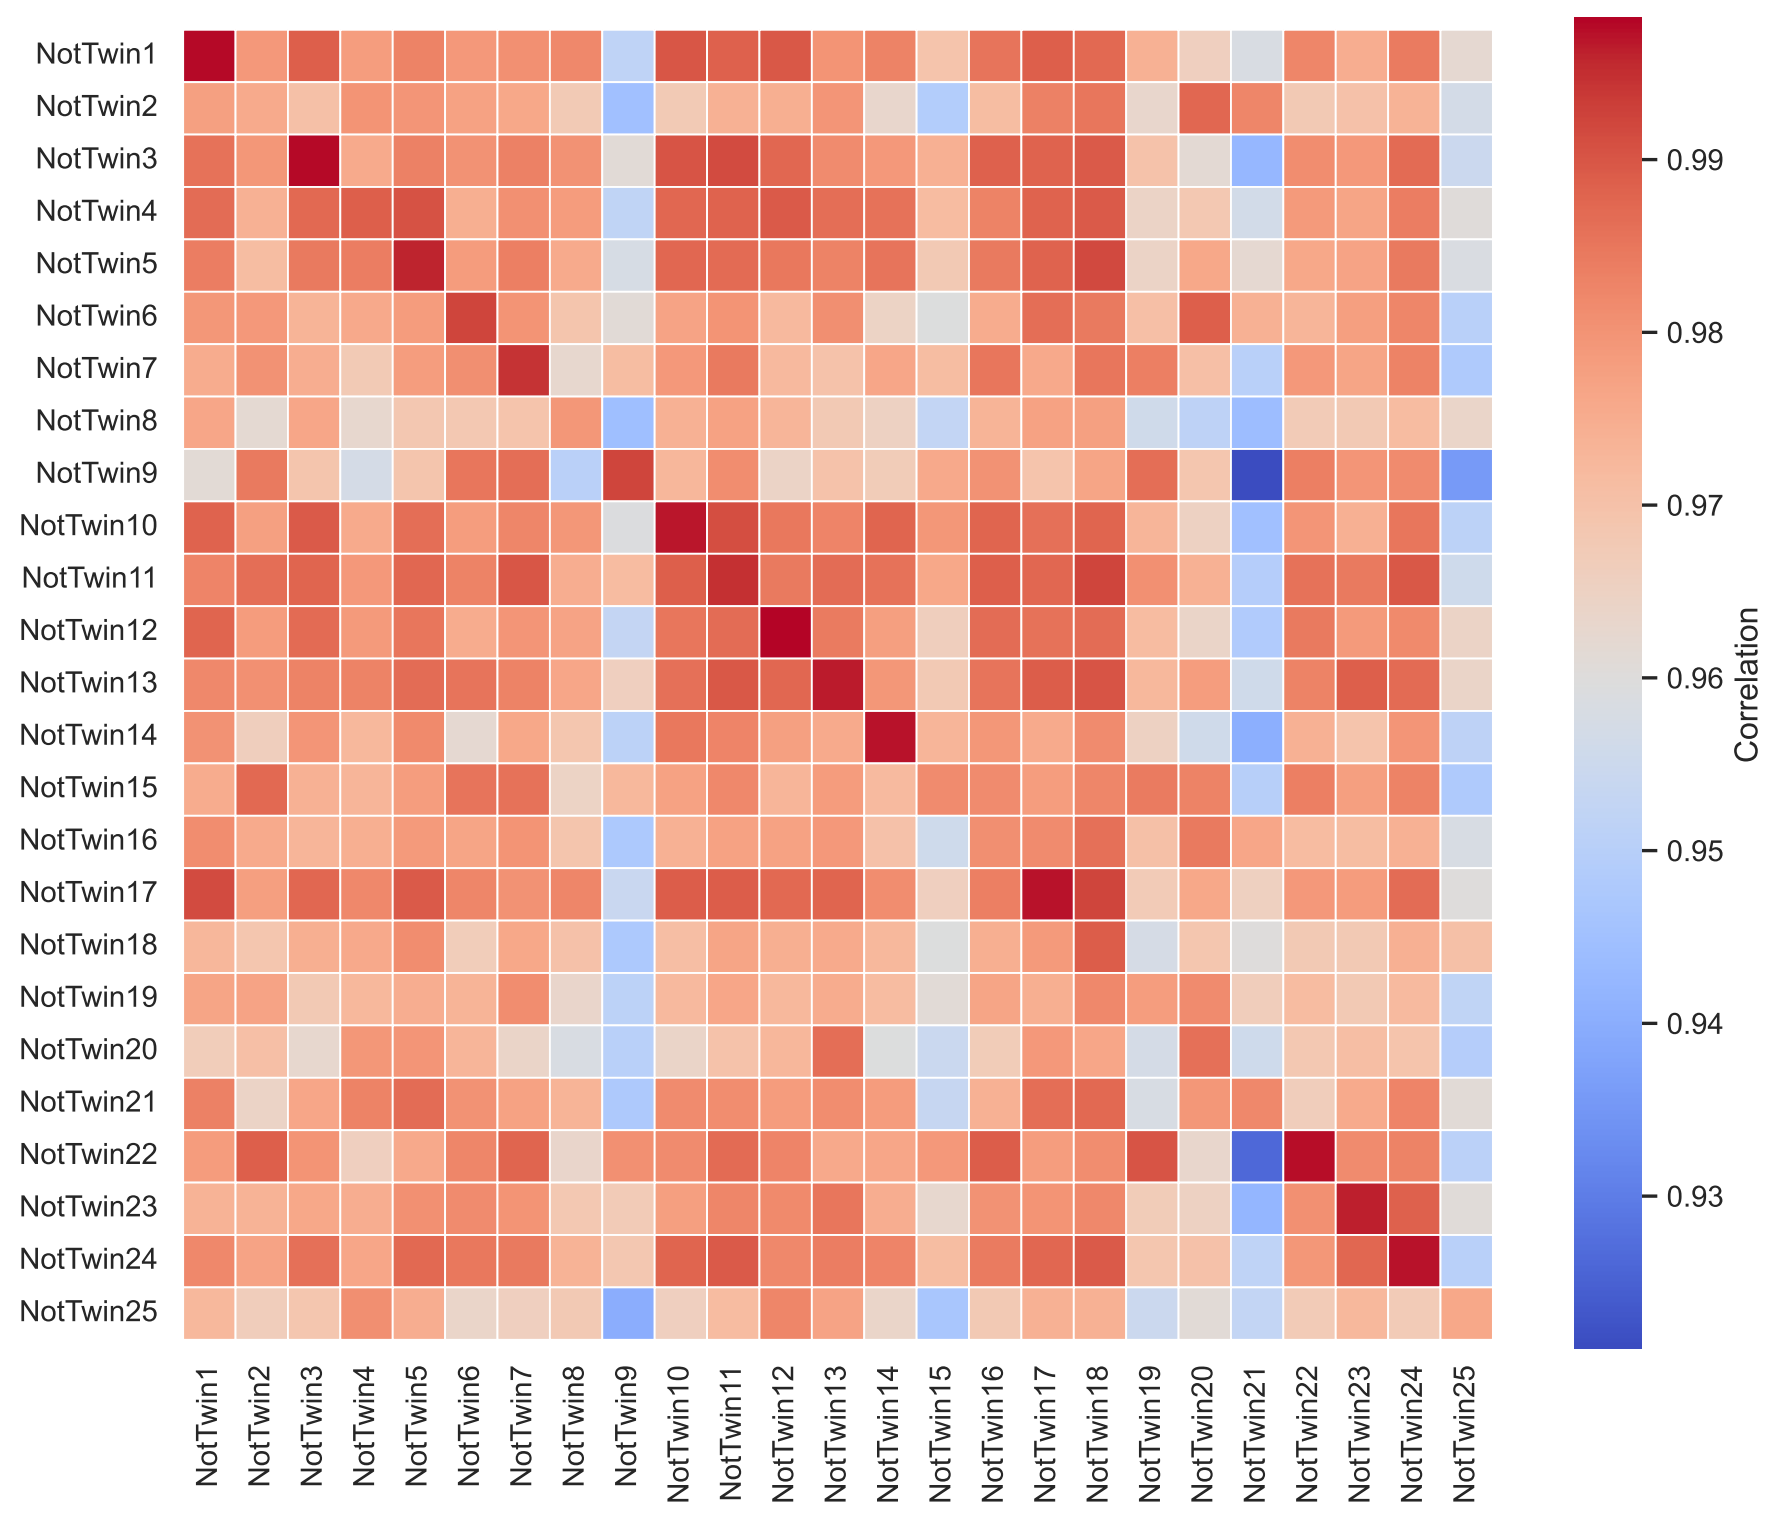 NotTwin1
NotTwin2
NotTwin3
NotTwin4
NotTwin5
NotTwin6
NotTwin7
NotTwin8
NotTwin9
NotTwin10
NotTwin11
NotTwin12
NotTwin13
NotTwin14
NotTwin15
NotTwin16
NotTwin17
NotTwin18
NotTwin19
NotTwin20
NotTwin21
NotTwin22
NotTwin23
NotTwin24
NotTwin25
NotTwin1
NotTwin2
NotTwin3
NotTwin4
NotTwin5
NotTwin6
NotTwin7
NotTwin8
NotTwin9
NotTwin10
NotTwin11
NotTwin12
NotTwin13
NotTwin14
NotTwin15
NotTwin16
NotTwin17
NotTwin18
NotTwin19
NotTwin20
NotTwin21
NotTwin22
NotTwin23
NotTwin24
NotTwin25
0.99
0.98
0.97
0.96
0.95
0.94
0.93
Correlation